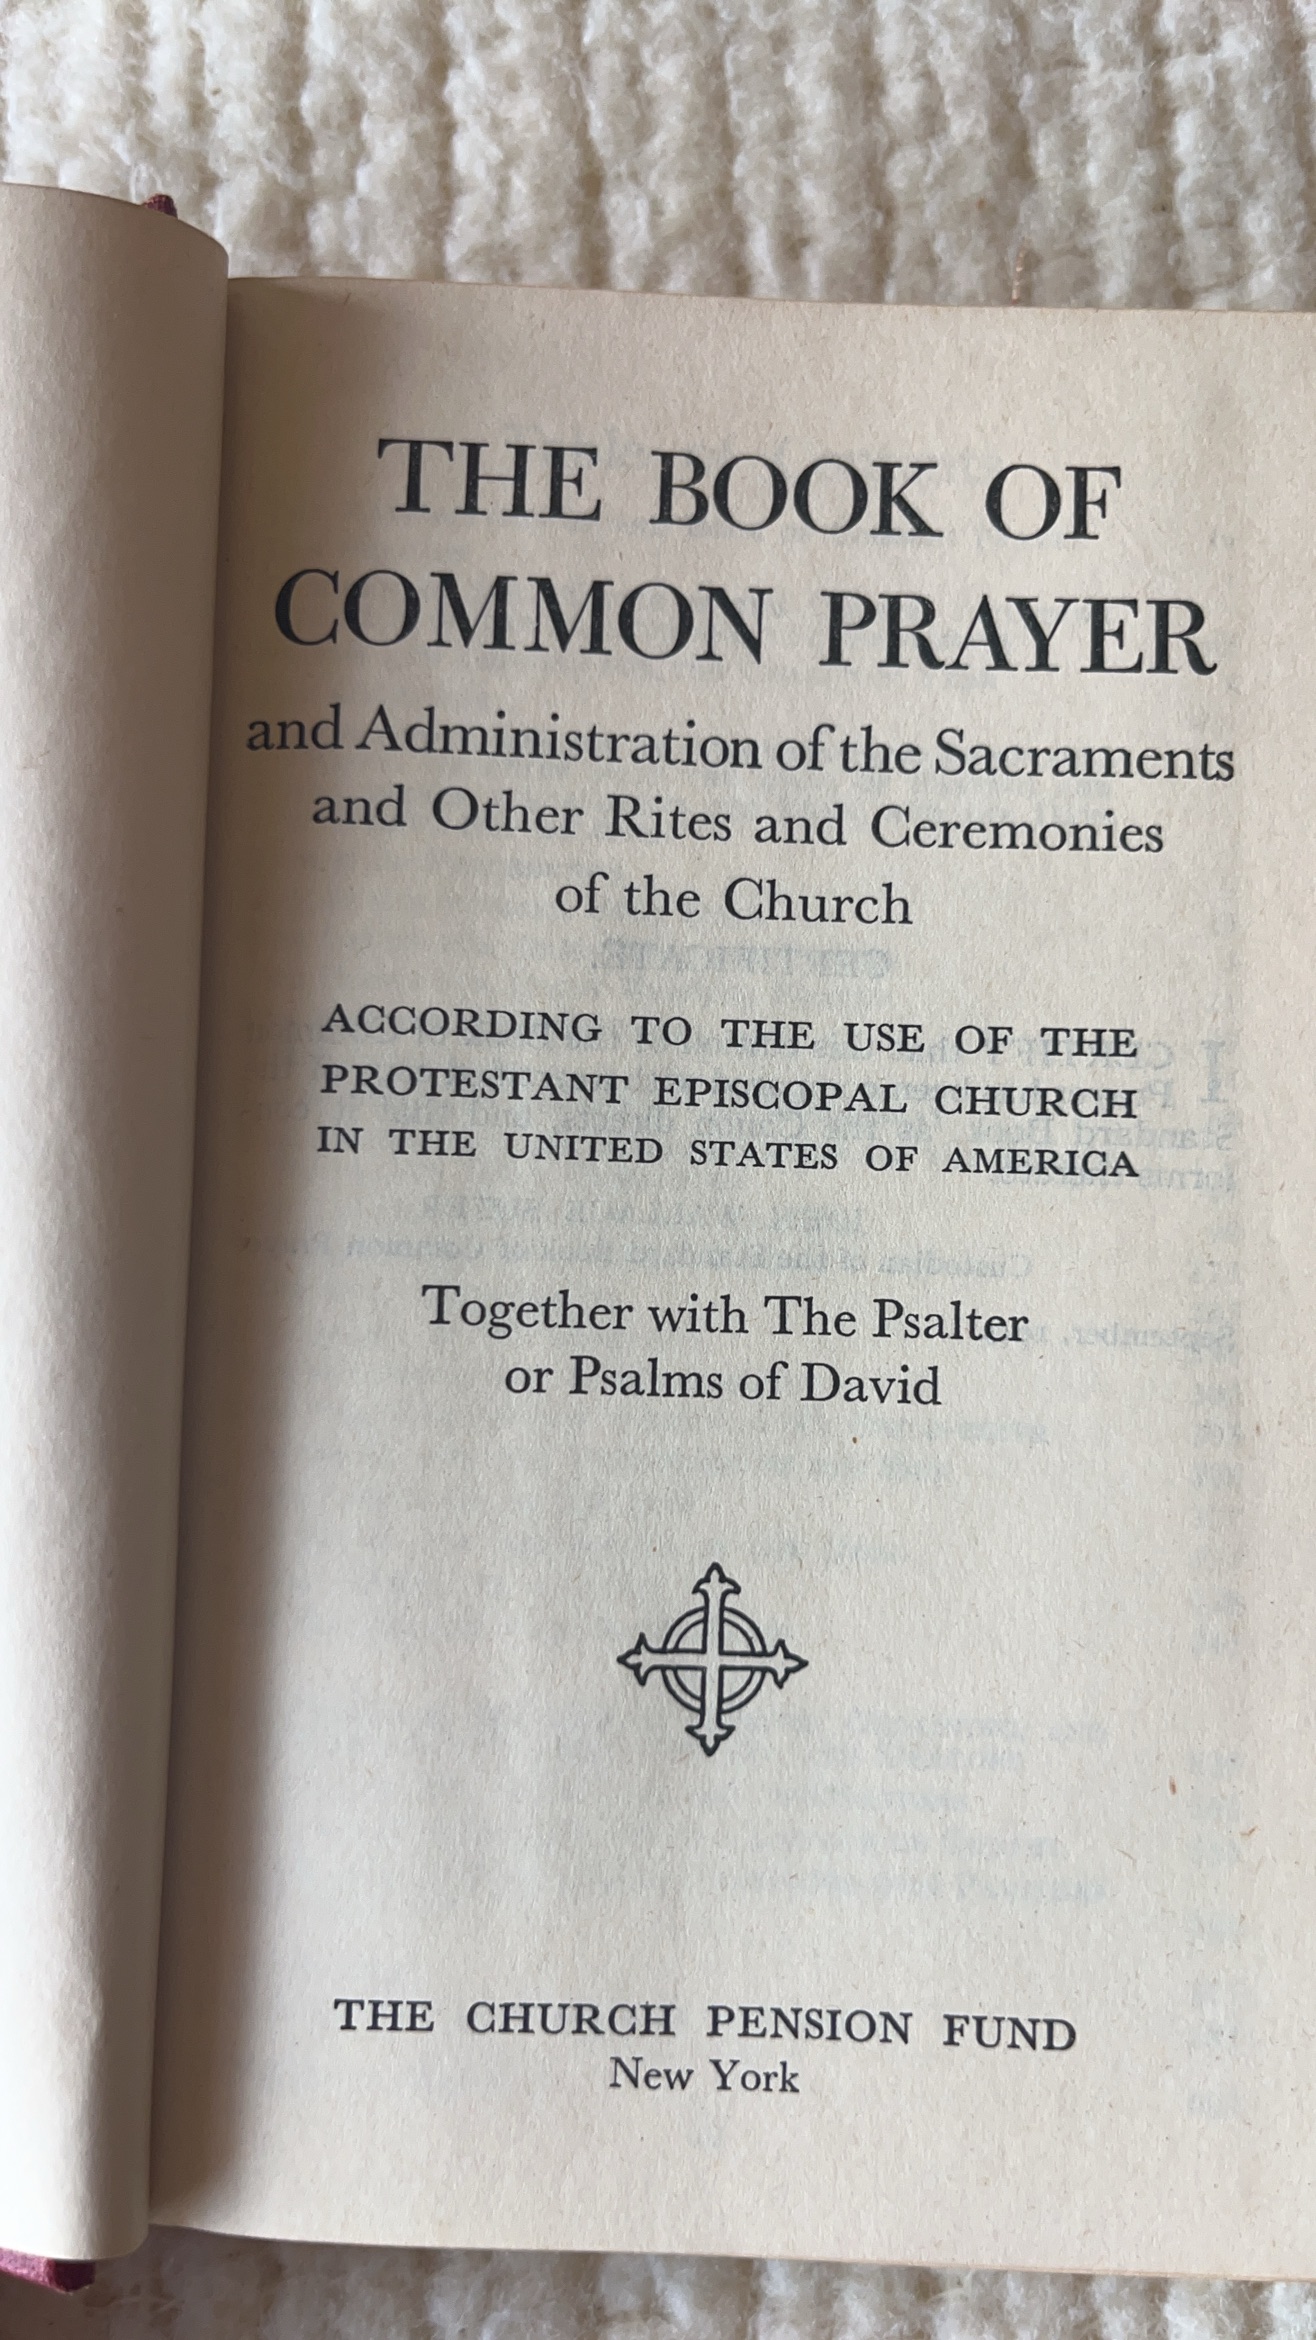 THE BOOK OF
COMMON PRAYER
and Administration of the Sacraments
and Other Rites and Ceremonies
of the Church
ACCORDING TO THE USE OF THE
PROTESTANT EPISCOPAL CHURCH
IN THE UNITED STATES OF AMERICA
Together with The Psalter
or Psalms of David
THE CHURCH PENSION FUND
New York